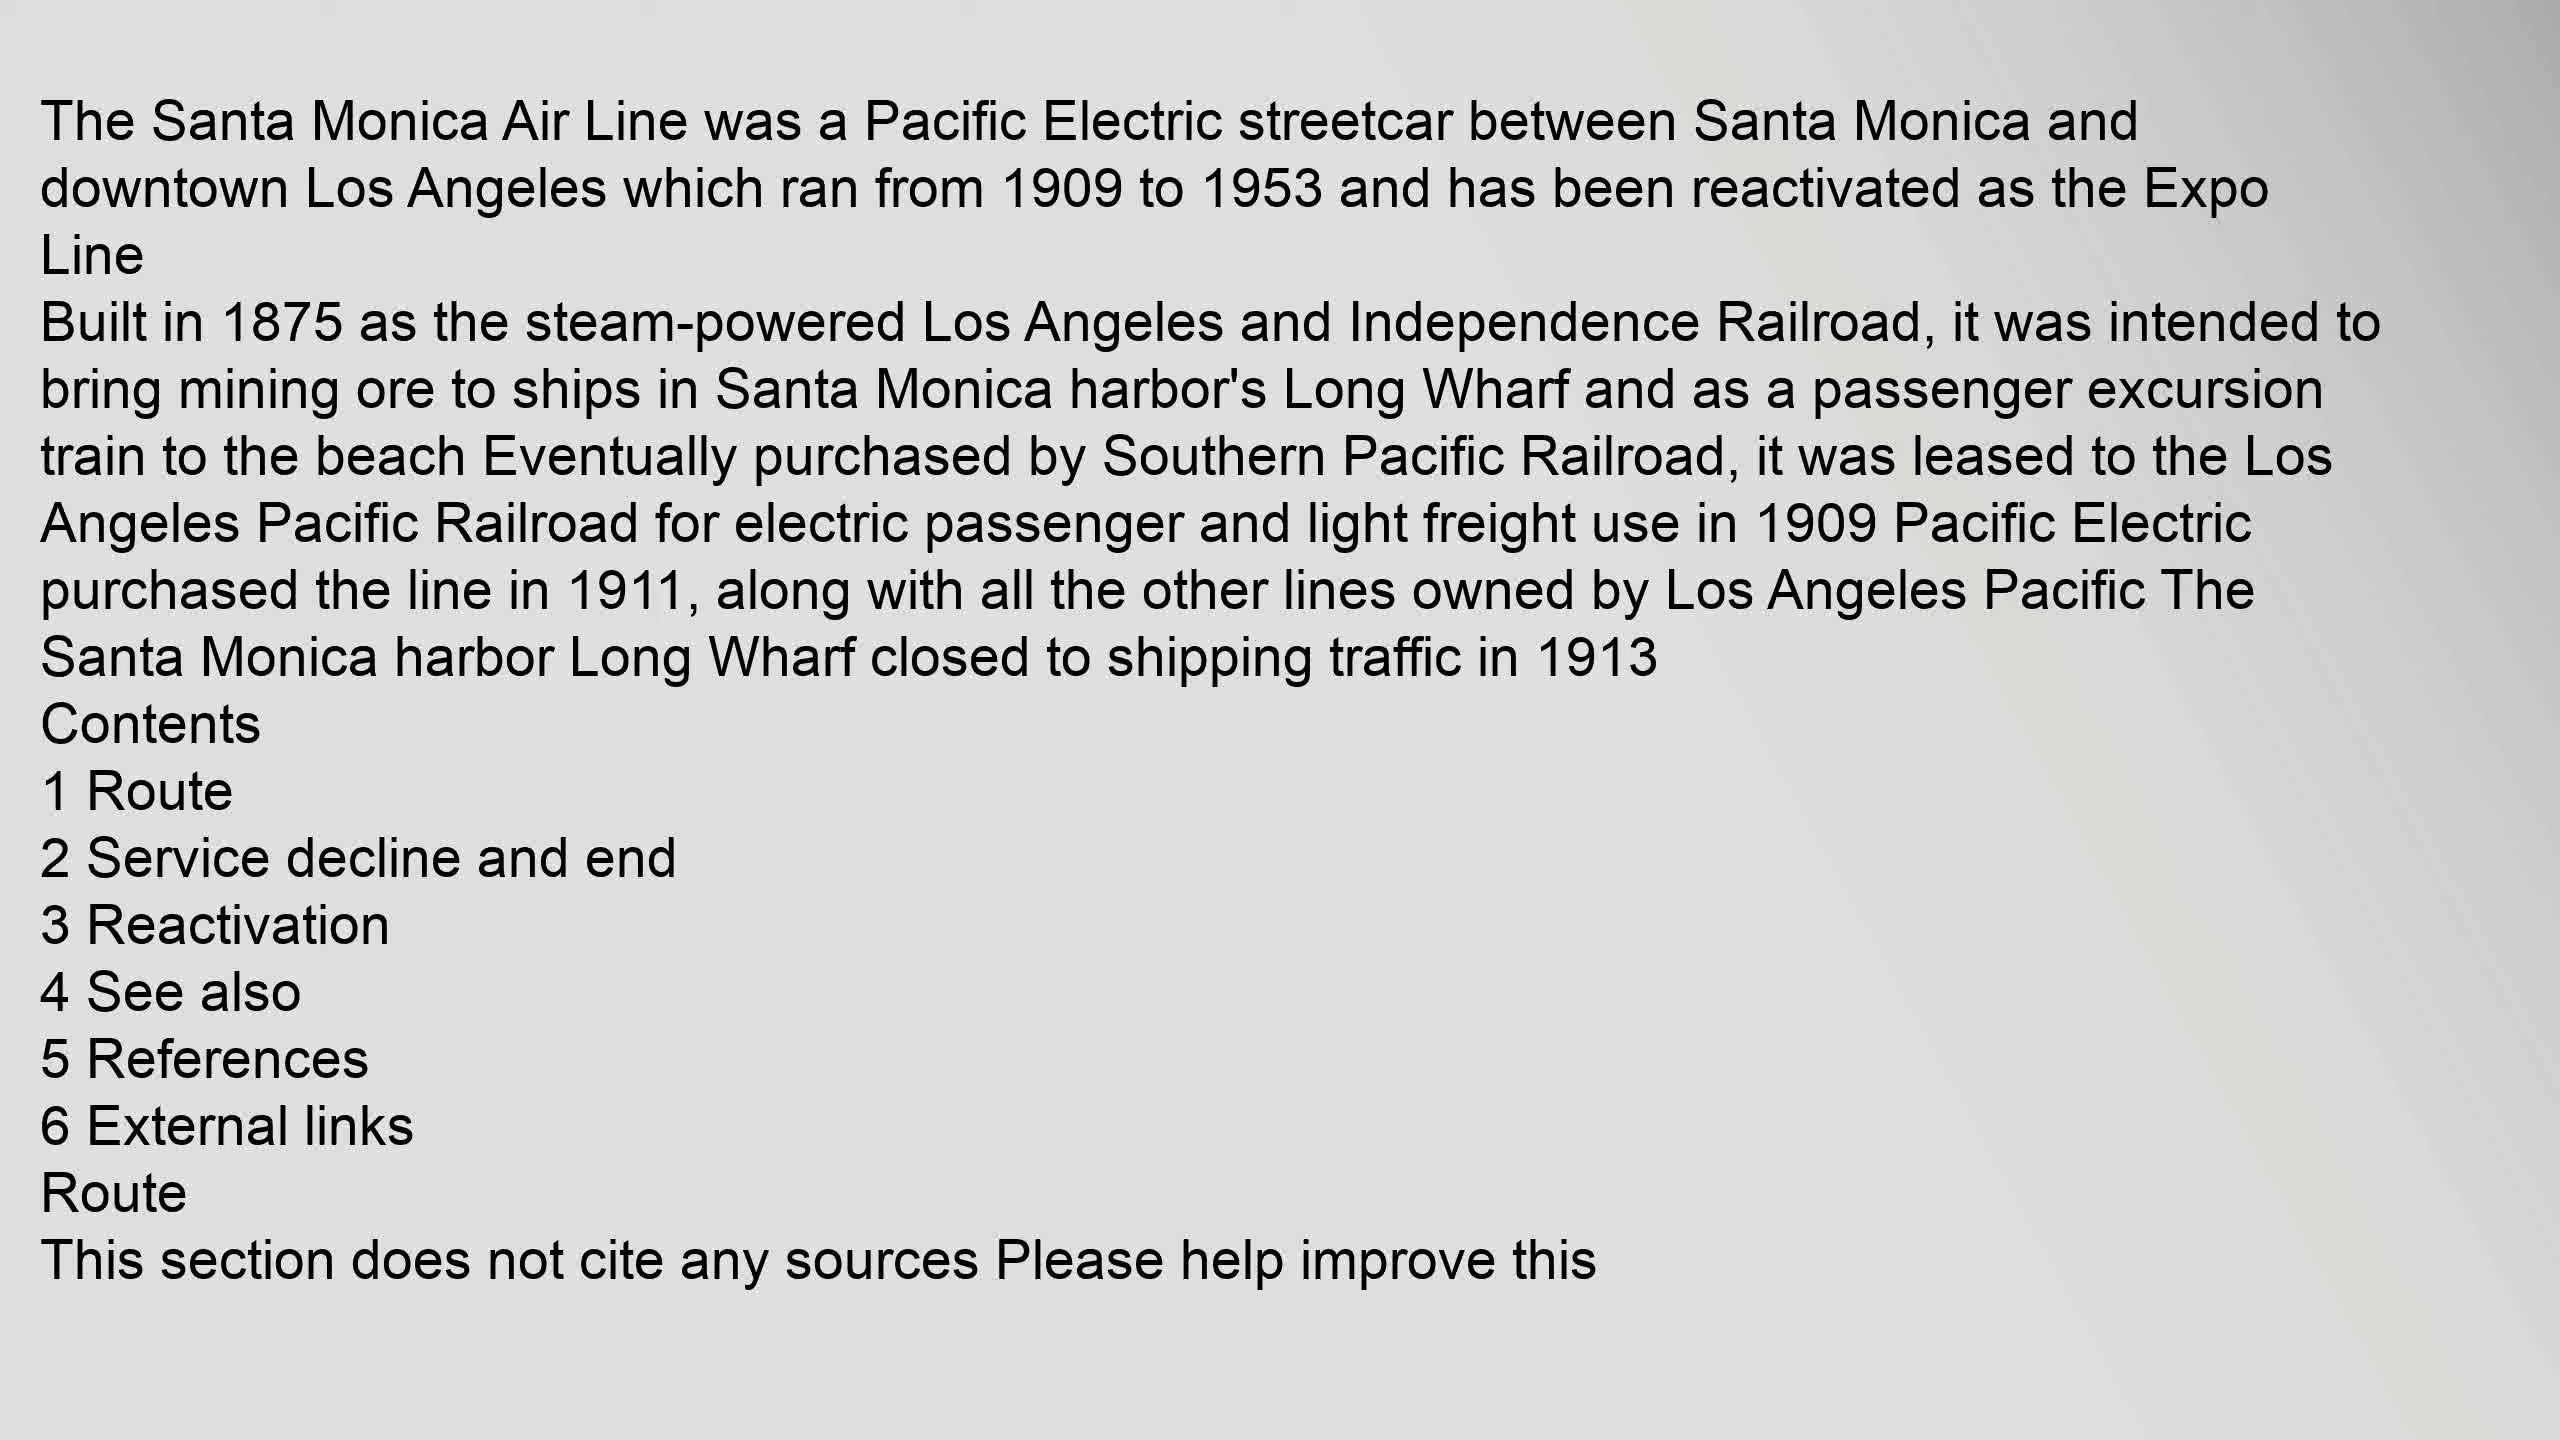 The Santa Monica Air Line was a Pacific Electric streetcar between Santa Monica and
downtown Los Angeles which ran from 1909 to 1953 and has been reactivated as the Expo
Line
Built in 1875 as the steam-powered Los Angeles and Independence Railroad, it was intended to
bring mining ore to ships in Santa Monica harbor's Long Wharf and as a passenger excursion
train to the beach Eventually purchased by Southern Pacific Railroad, it was leased to the Los
Angeles Pacific Railroad for electric passenger and light freight use in 1909 Pacific Electric
purchased the line in 1911, along with all the other lines owned by Los Angeles Pacific The
Santa Monica harbor Long Wharf closed to shipping traffic in 1913
Contents
1 Route
2 Service decline and end
3 Reactivation
4 See also
5 References
6 External links
Route
This section does not cite any sources Please help improve this